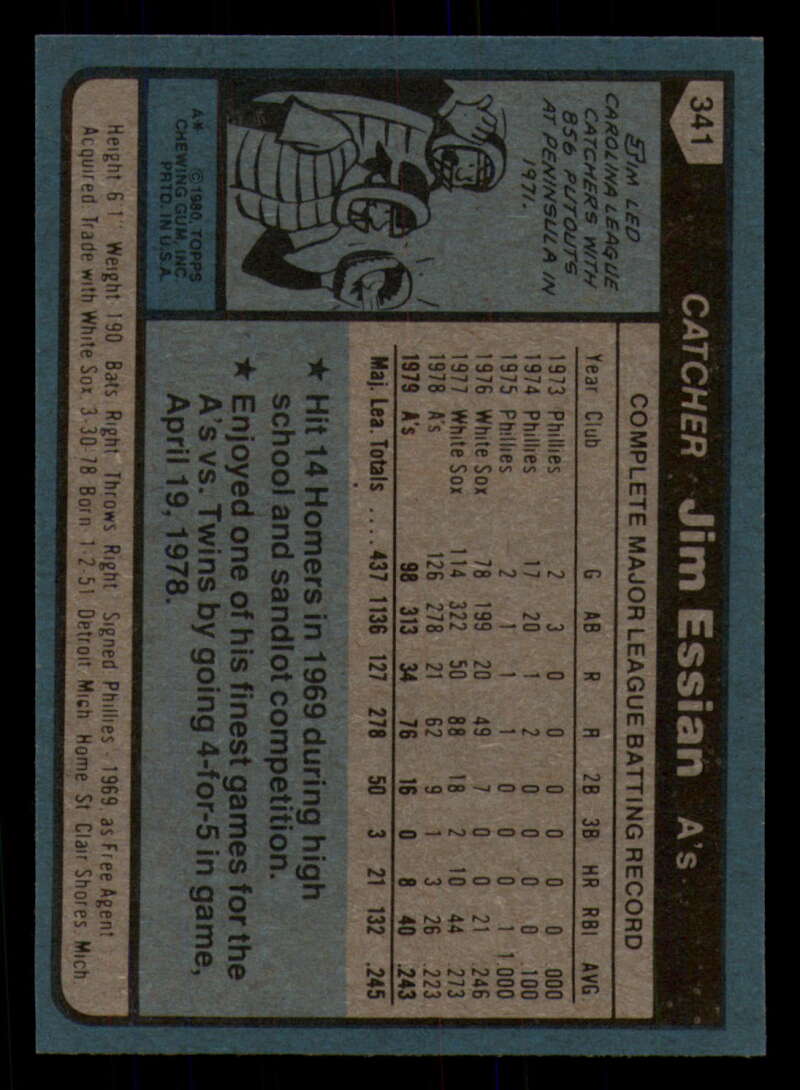 341
CATCHER Jim Essian A's
JIM LED
CAROLINA LEAGUE
CATCHERS WITH
856 PUTOUTS
AT PENINSULA IN
1971.
A* © 1980, TOPPS
CHEWING GUM, INC.
PRTD. IN U.S.A.
COMPLETE MAJOR LEAGUE BATTING RECORD
Year Club G AB R H 2B 3B HR RBI AVG
1973 Phillies 2 3 0 0 0 0 0 0 .000
1974 Phillies 17 20 1 2 0 0 0 0 .100
1975 Phillies 2 1 1 1 0 0 0 1 1.000
1976 White Sox 78 199 20 49 7 0 0 21 .246
1977 White Sox 114 322 50 88 18 2 10 44 .273
1978 A's 126 278 21 62 9 1 3 26 .223
1979 A's 98 313 34 76 16 0 8 40 .243
Maj. Lea. Totals .... 437 1136 127 278 50 3 21 132 .245
★ Hit 14 Homers in 1969 during high
school and sandlot competition.
★ Enjoyed one of his finest games for the
A's vs. Twins by going 4-for-5 in game,
April 19, 1978.
Height 6'1" Weight 190 Bats Right Throws Right Signed Phillies - 1969, as Free Agent
Acquired Trade with White Sox 3-30-78 Born 1-2-51 Detroit Mich Home St Clair Shores Mich